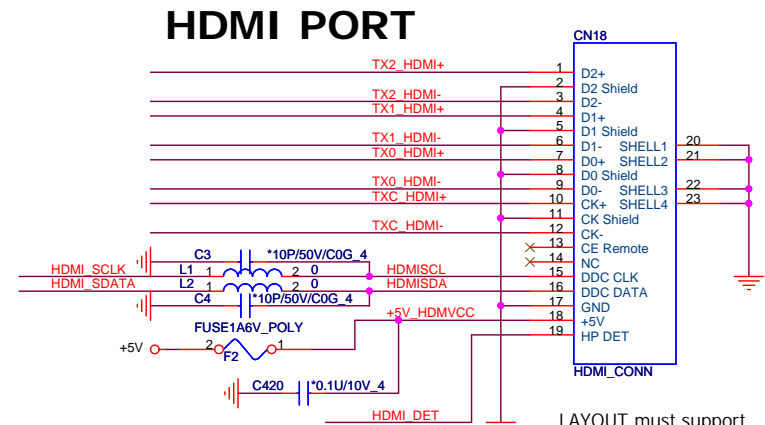 HDMI PORT
CN18
TX2_HDMI+ 1 D2+
2 D2 Shield
TX2_HDMI- 3 D2-
TX1_HDMI+ 4 D1+
5 D1 Shield
TX1_HDMI- 6 D1- SHELL1 20
TX0_HDMI+ 7 D0+ SHELL2 21
8 D0 Shield
TX0_HDMI- 9 D0- SHELL3 22
TXC_HDMI+ 10 CK+ SHELL4 23
11 CK Shield
TXC_HDMI- 12 CK-
13 CE Remote
C3 *10P/50V/C0G_4 14 NC
HDMI_SCLK L1 1 2 0 HDMISCL 15 DDC CLK
HDMI_SDATA L2 1 2 0 HDMISDA 16 DDC DATA
C4 *10P/50V/C0G_4 17 GND
+5V_HDMVCC 18 +5V
FUSE1A6V_POLY 19 HP DET
+5V 2 1
F2
HDMI_CONN
C420 *0.1U/10V_4
HDMI_DET
LAYOUT must support